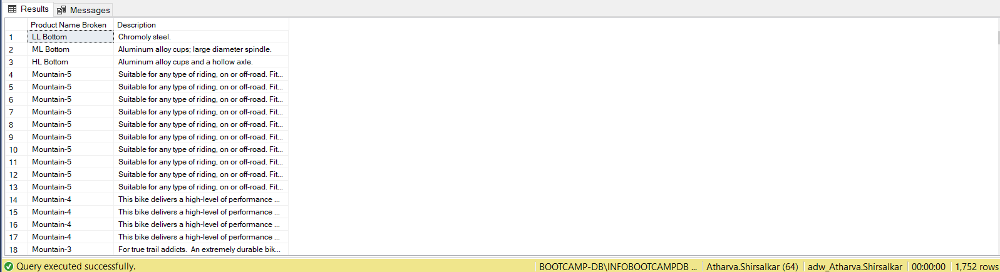 Results Messages
Product Name Broken Description
1 LL Bottom Chromoly steel.
2 ML Bottom Aluminum alloy cups; large diameter spindle.
3 HL Bottom Aluminum alloy cups and a hollow axle.
4 Mountain-5 Suitable for any type of riding, on or off-road. Fit...
5 Mountain-5 Suitable for any type of riding, on or off-road. Fit...
6 Mountain-5 Suitable for any type of riding, on or off-road. Fit...
7 Mountain-5 Suitable for any type of riding, on or off-road. Fit...
8 Mountain-5 Suitable for any type of riding, on or off-road. Fit...
9 Mountain-5 Suitable for any type of riding, on or off-road. Fit...
10 Mountain-5 Suitable for any type of riding, on or off-road. Fit...
11 Mountain-5 Suitable for any type of riding, on or off-road. Fit...
12 Mountain-5 Suitable for any type of riding, on or off-road. Fit...
13 Mountain-5 Suitable for any type of riding, on or off-road. Fit...
14 Mountain-4 This bike delivers a high-level of performance ...
15 Mountain-4 This bike delivers a high-level of performance ...
16 Mountain-4 This bike delivers a high-level of performance ...
17 Mountain-4 This bike delivers a high-level of performance ...
18 Mountain-3 For true trail addicts.  An extremely durable bik...
Query executed successfully. BOOTCAMP-DB\INFOBOOTCAMPDB ... Atharva.Shirsalkar (64) adw_Atharva.Shirsalkar 00:00:00 1,752 rows